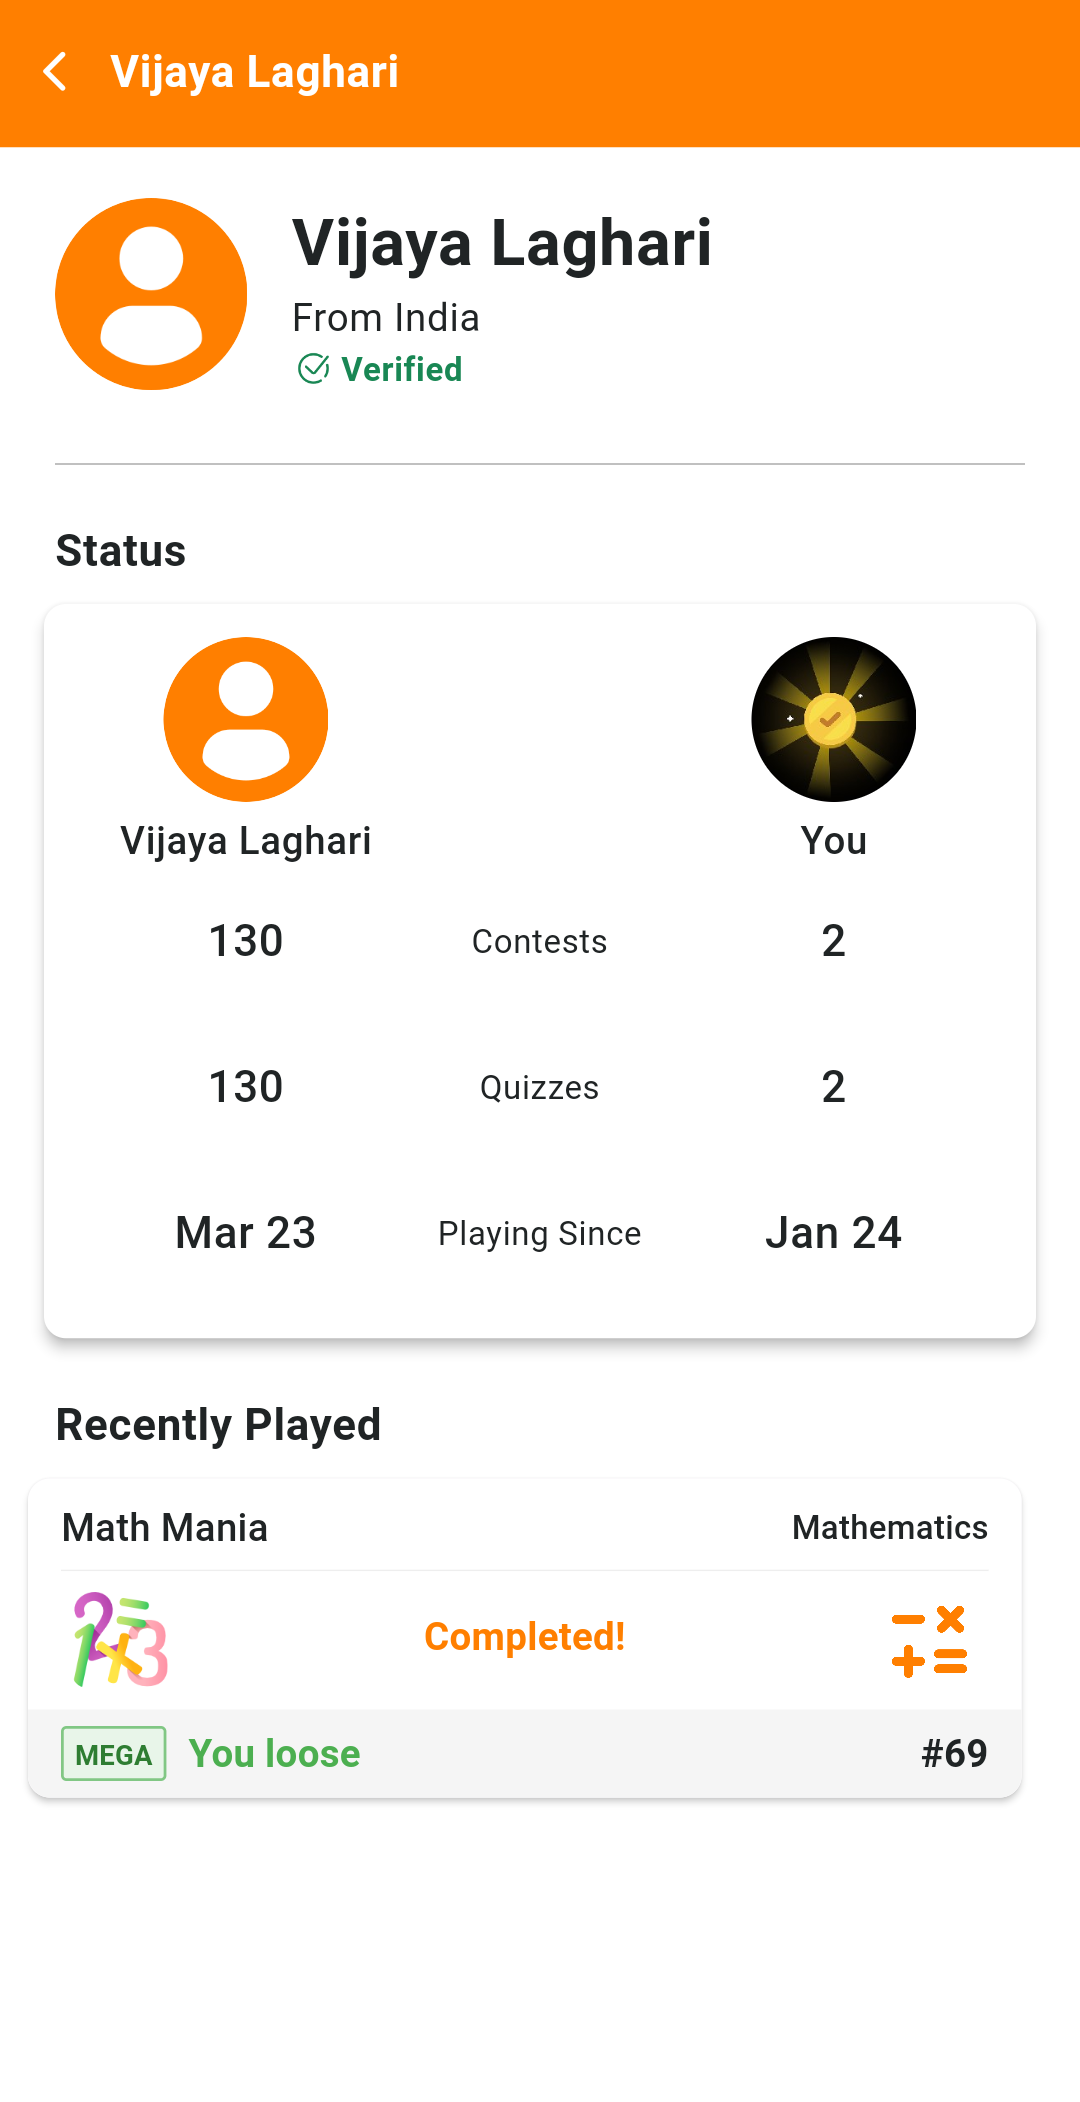 Vijaya Laghari
Vijaya Laghari
From India
Verified
Status
Vijaya Laghari You
130 Contests 2
130 Quizzes 2
Mar 23 Playing Since Jan 24
Recently Played
Math Mania Mathematics
Completed!
MEGA You loose #69